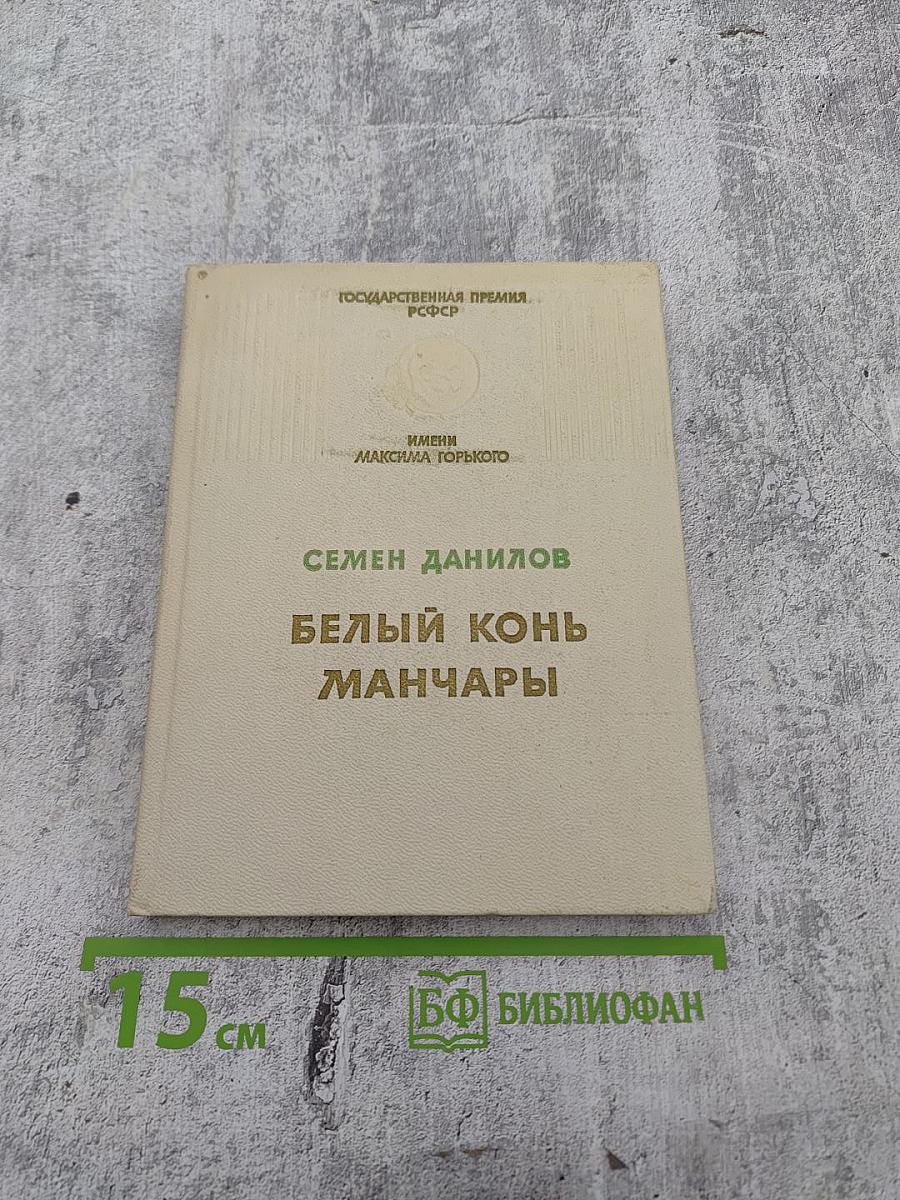 ГОСУДАРСТВЕННАЯ ПРЕМИЯ
РСФСР
ИМЕНИ
МАКСИМА ГОРЬКОГО
СЕМЕН ДАНИЛОВ
БЕЛЫЙ КОНЬ
МАНЧАРЫ
15 см
БФ БИБЛИОФАН